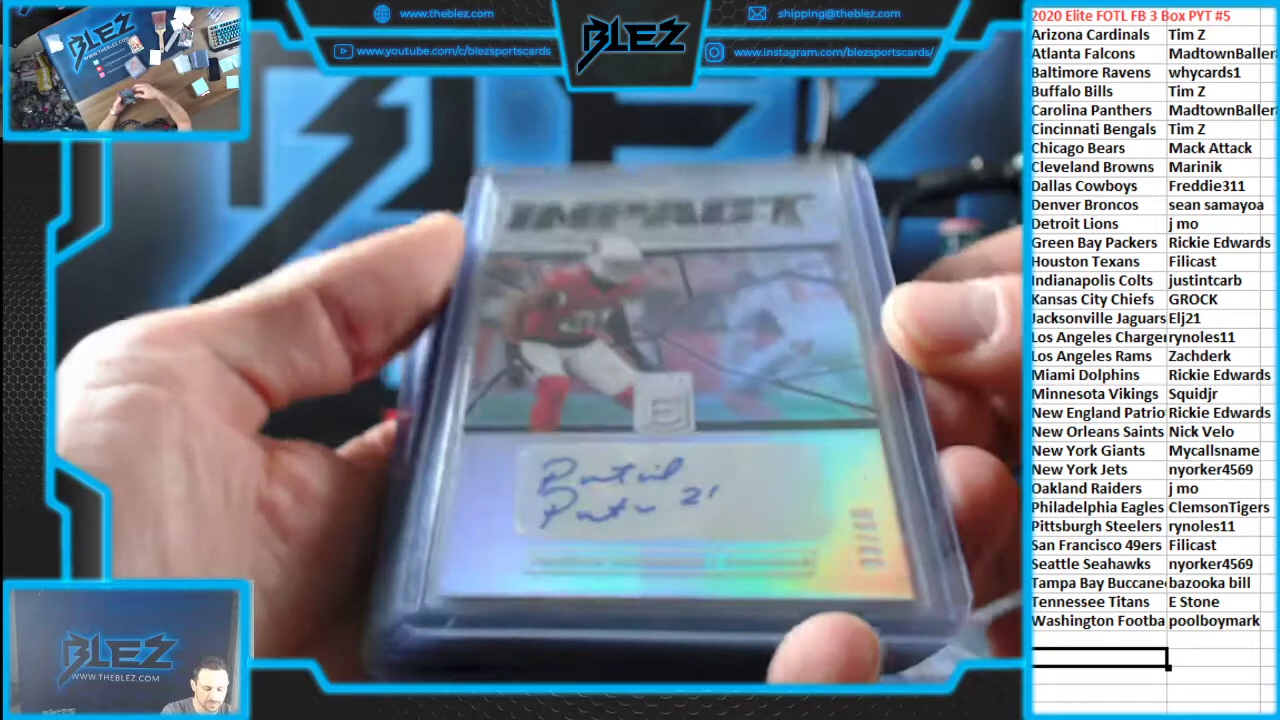 www.theblez.com
shipping@theblez.com
www.youtube.com/c/blezsportscards
BLEZ
www.instagram.com/blezsportscards/
IMPACT
E
21
BLEZ
WWW.THEBLEZ.COM
2020 Elite FOTL FB 3 Box PYT #5
Arizona Cardinals Tim Z
Atlanta Falcons MadtownBaller
Baltimore Ravens whycards1
Buffalo Bills Tim Z
Carolina Panthers MadtownBaller
Cincinnati Bengals Tim Z
Chicago Bears Mack Attack
Cleveland Browns Marinik
Dallas Cowboys Freddie311
Denver Broncos sean samayoa
Detroit Lions j mo
Green Bay Packers Rickie Edwards
Houston Texans Filicast
Indianapolis Colts justintcarb
Kansas City Chiefs GROCK
Jacksonville Jaguars Elj21
Los Angeles Charger rynoles11
Los Angeles Rams Zachderk
Miami Dolphins Rickie Edwards
Minnesota Vikings Squidjr
New England Patrio Rickie Edwards
New Orleans Saints Nick Velo
New York Giants Mycallsname
New York Jets nyorker4569
Oakland Raiders j mo
Philadelphia Eagles ClemsonTigers
Pittsburgh Steelers rynoles11
San Francisco 49ers Filicast
Seattle Seahawks nyorker4569
Tampa Bay Buccane bazooka bill
Tennessee Titans E Stone
Washington Footba poolboymark